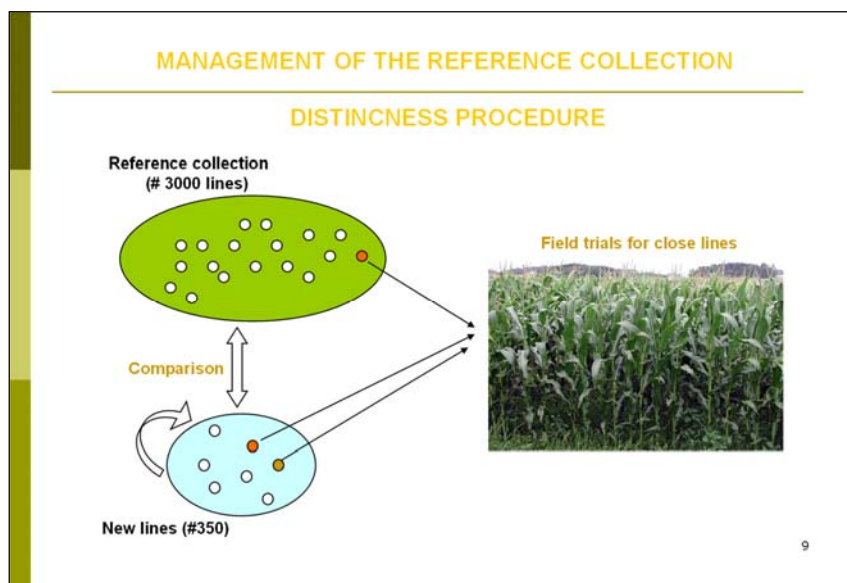 MANAGEMENT OF THE REFERENCE COLLECTION
DISTINCNESS PROCEDURE
Reference collection
(# 3000 lines)
Field trials for close lines
Comparison
New lines (#350)
9